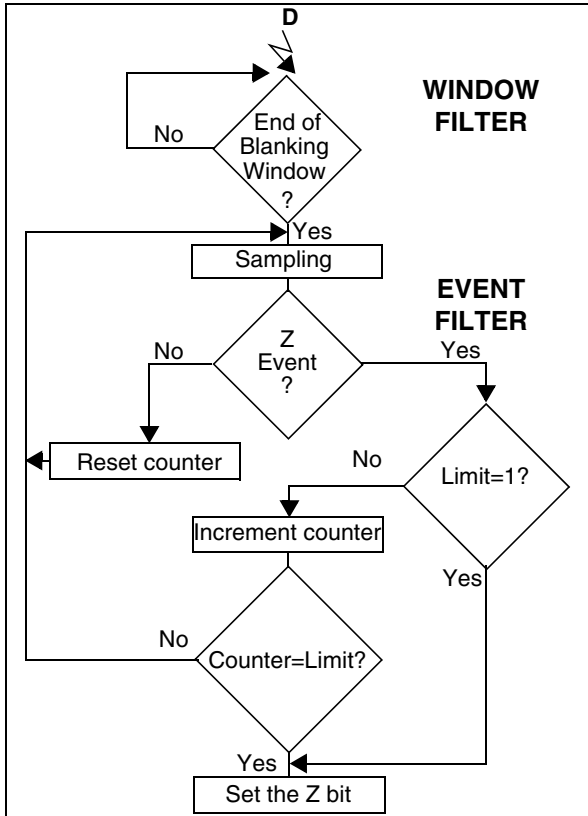 D
WINDOW
FILTER
End of
Blanking
Window
?
No
Yes
Sampling
EVENT
FILTER
Z
Event
?
No
Yes
Reset counter
Limit=1?
No
Increment counter
Yes
No
Counter=Limit?
Yes
Set the Z bit